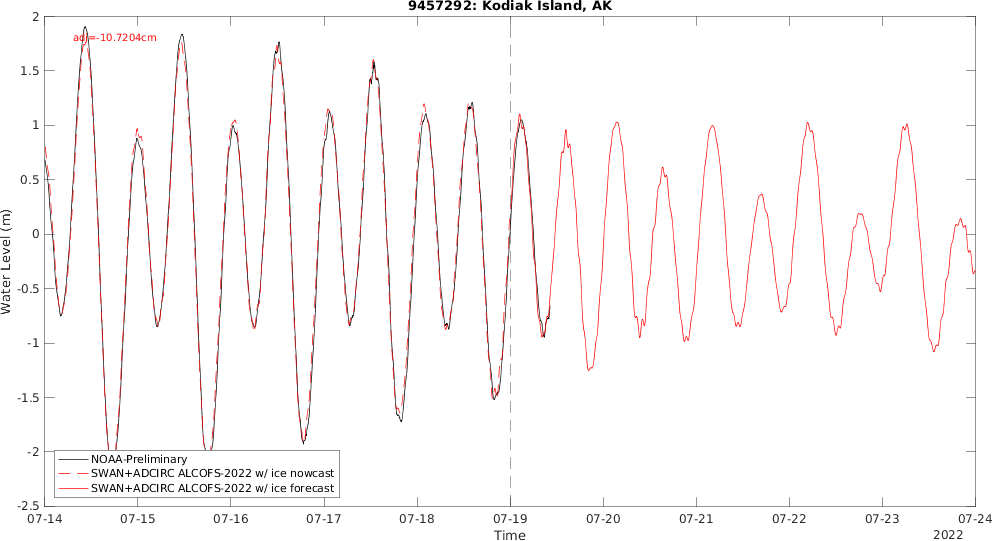 9457292: Kodiak Island, AK
adj=-10.7204cm
Water Level (m)
2
1.5
1
0.5
0
-0.5
-1
-1.5
-2
-2.5
NOAA-Preliminary
SWAN+ADCIRC ALCOFS-2022 w/ ice nowcast
SWAN+ADCIRC ALCOFS-2022 w/ ice forecast
07-14 07-15 07-16 07-17 07-18 07-19 07-20 07-21 07-22 07-23 07-24
Time
2022